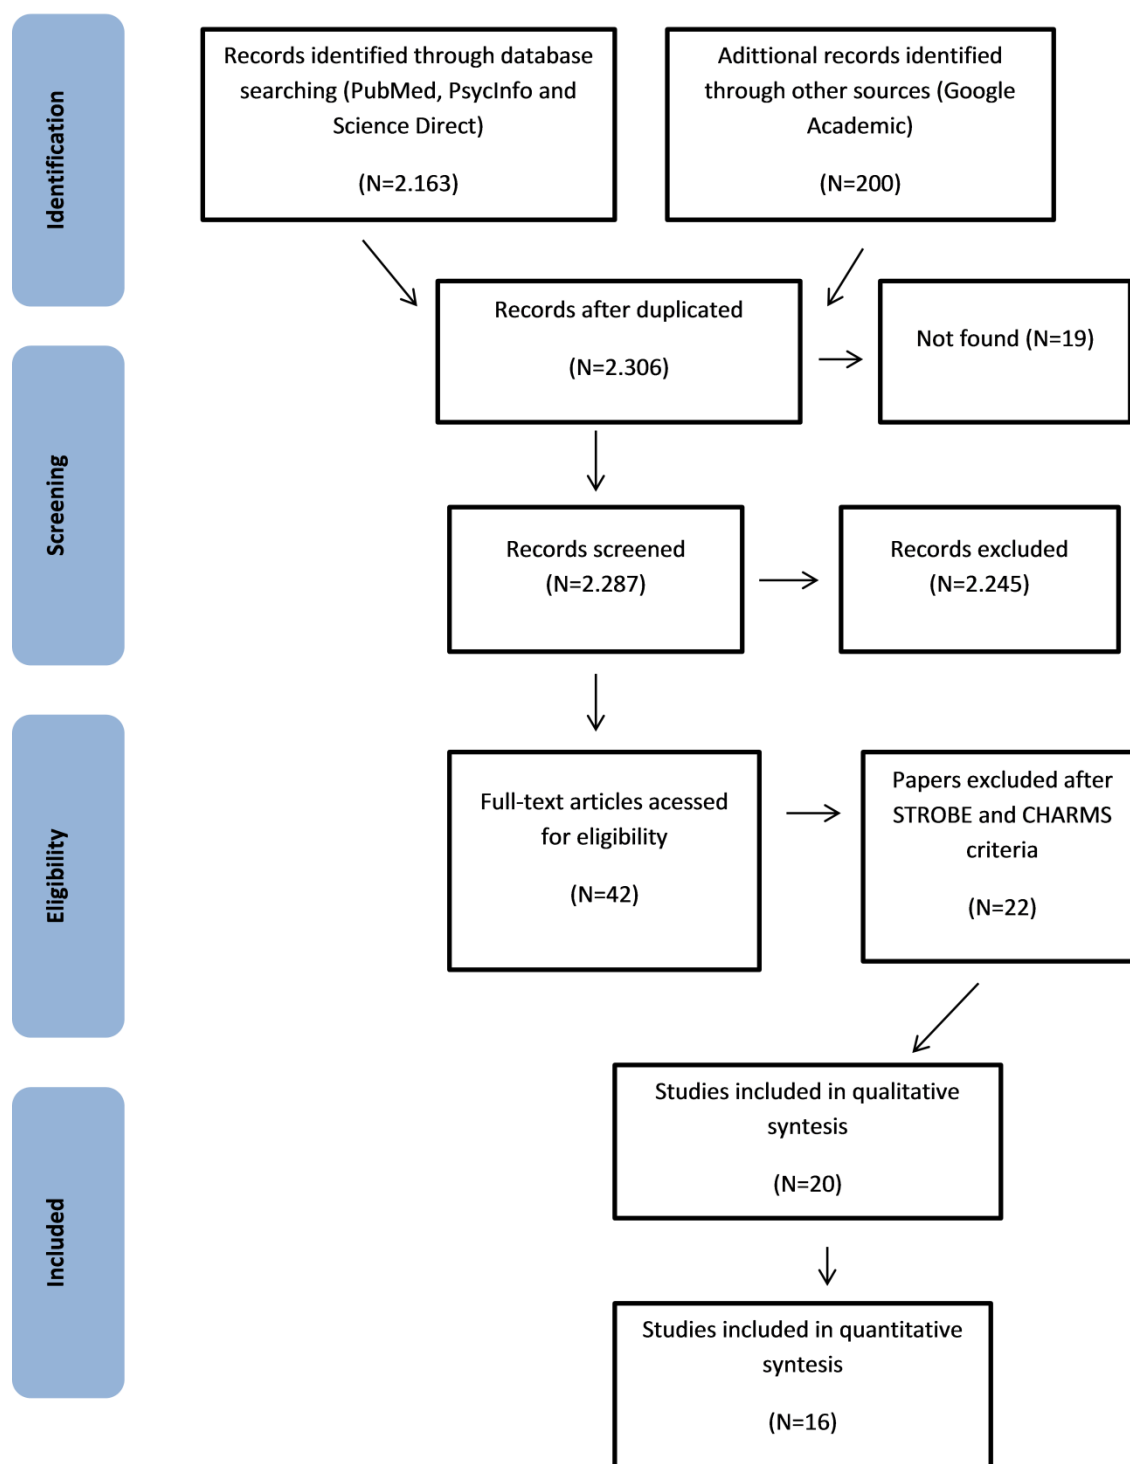 Identification
Records identified through database
searching (PubMed, PsycInfo and
Science Direct)
(N=2.163)
Adittional records identified
through other sources (Google
Academic)
(N=200)
Records after duplicated
(N=2.306)
Not found (N=19)
Screening
Records screened
(N=2.287)
Records excluded
(N=2.245)
Eligibility
Full-text articles acessed
for eligibility
(N=42)
Papers excluded after
STROBE and CHARMS
criteria
(N=22)
Included
Studies included in qualitative
syntesis
(N=20)
Studies included in quantitative
syntesis
(N=16)